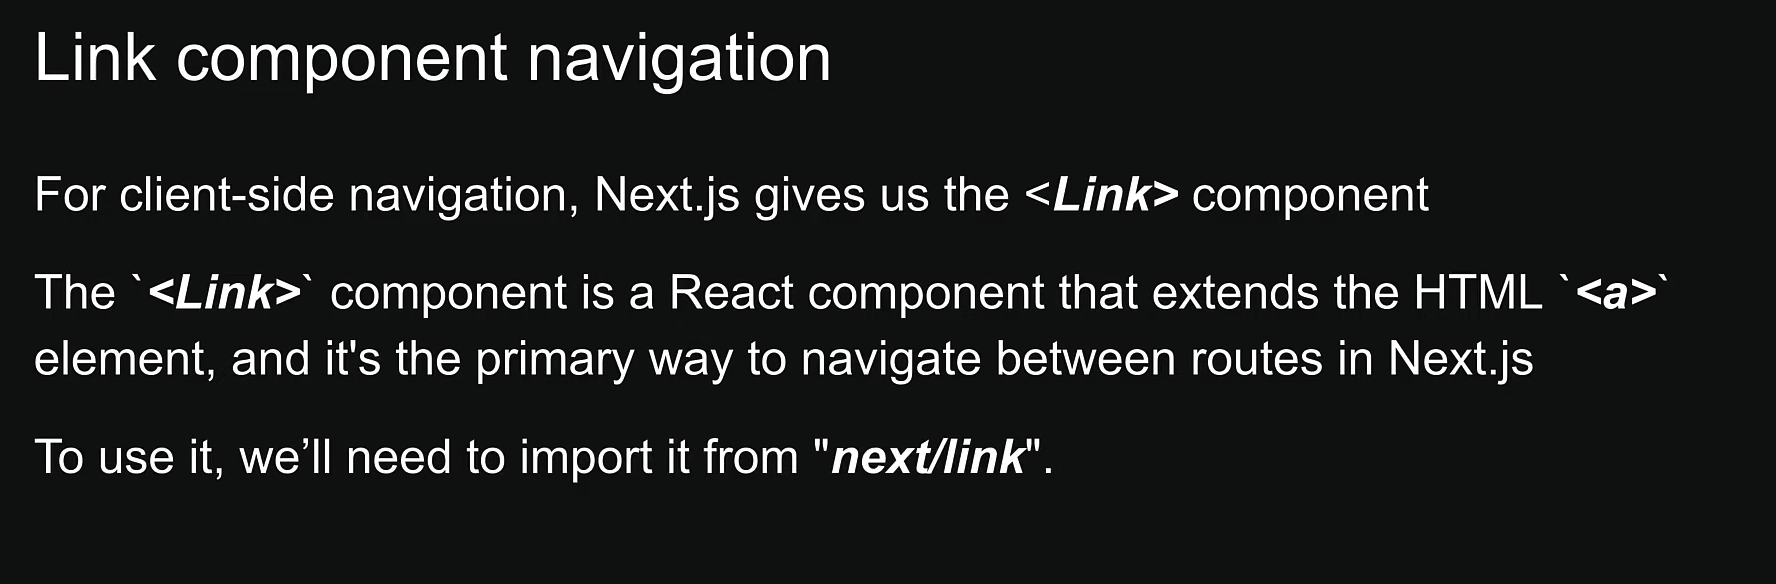 Link component navigation
For client-side navigation, Next.js gives us the <Link> component
The `<Link>` component is a React component that extends the HTML `<a>`
element, and it's the primary way to navigate between routes in Next.js
To use it, we’ll need to import it from "next/link".